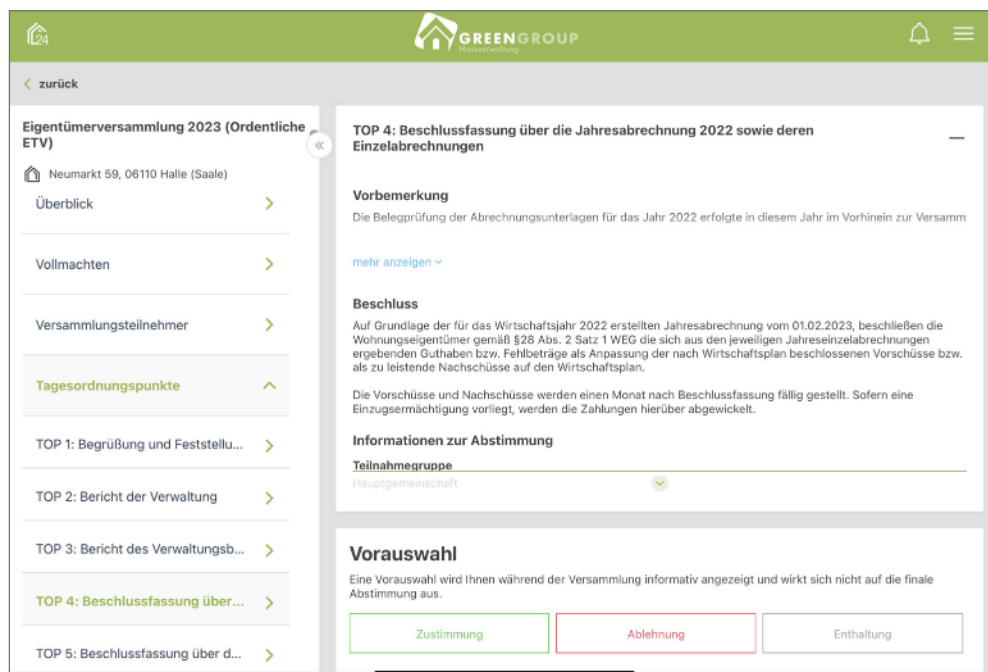 24
GREENGROUP
Hausverwaltung
zurück
Eigentümerversammlung 2023 (Ordentliche
ETV)
Neumarkt 59, 06110 Halle (Saale)
Überblick
Vollmachten
Versammlungsteilnehmer
Tagesordnungspunkte
TOP 1: Begrüßung und Feststellu...
TOP 2: Bericht der Verwaltung
TOP 3: Bericht des Verwaltungsb...
TOP 4: Beschlussfassung über...
TOP 5: Beschlussfassung über d...
TOP 4: Beschlussfassung über die Jahresabrechnung 2022 sowie deren
Einzelabrechnungen
Vorbemerkung
Die Belegprüfung der Abrechnungsunterlagen für das Jahr 2022 erfolgte in diesem Jahr im Vorhinein zur Versamm
mehr anzeigen
Beschluss
Auf Grundlage der für das Wirtschaftsjahr 2022 erstellten Jahresabrechnung vom 01.02.2023, beschließen die
Wohnungseigentümer gemäß §28 Abs. 2 Satz 1 WEG die sich aus den jeweiligen Jahreseinzelabrechnungen
ergebenden Guthaben bzw. Fehlbeträge als Anpassung der nach Wirtschaftsplan beschlossenen Vorschüsse bzw.
als zu leistende Nachschüsse auf den Wirtschaftsplan.
Die Vorschüsse und Nachschüsse werden einen Monat nach Beschlussfassung fällig gestellt. Sofern eine
Einzugsermächtigung vorliegt, werden die Zahlungen hierüber abgewickelt.
Informationen zur Abstimmung
Teilnahmegruppe
Hauptgemeinschaft
Vorauswahl
Eine Vorauswahl wird Ihnen während der Versammlung informativ angezeigt und wirkt sich nicht auf die finale
Abstimmung aus.
Zustimmung
Ablehnung
Enthaltung